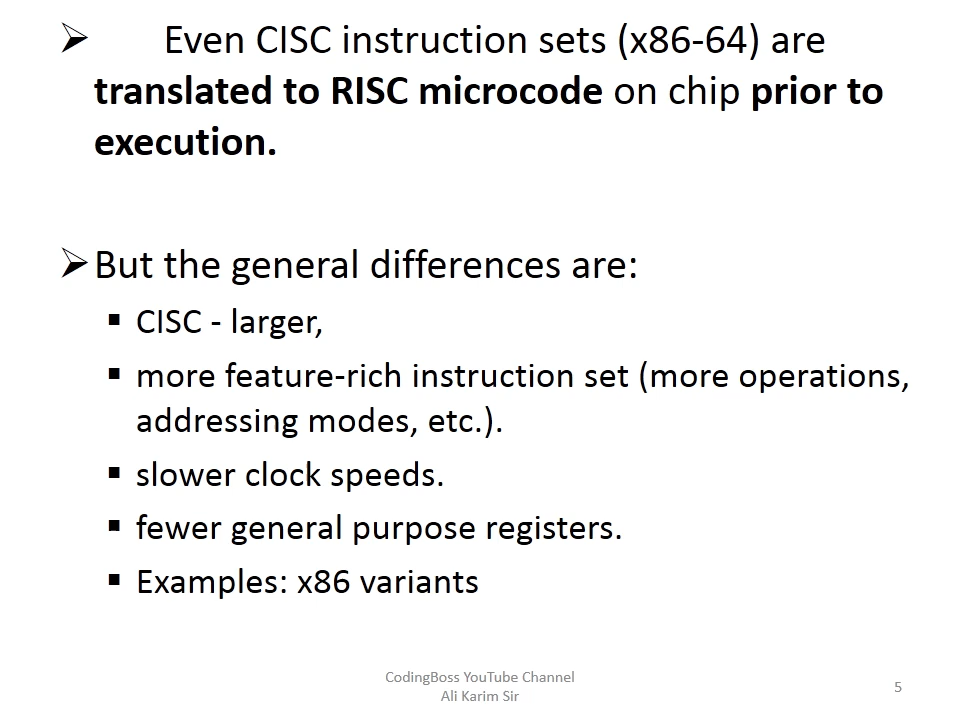 ➢ Even CISC instruction sets (x86-64) are
translated to RISC microcode on chip prior to
execution.
➢ But the general differences are:
▪ CISC - larger,
▪ more feature-rich instruction set (more operations,
addressing modes, etc.).
▪ slower clock speeds.
▪ fewer general purpose registers.
▪ Examples: x86 variants
CodingBoss YouTube Channel
Ali Karim Sir
5